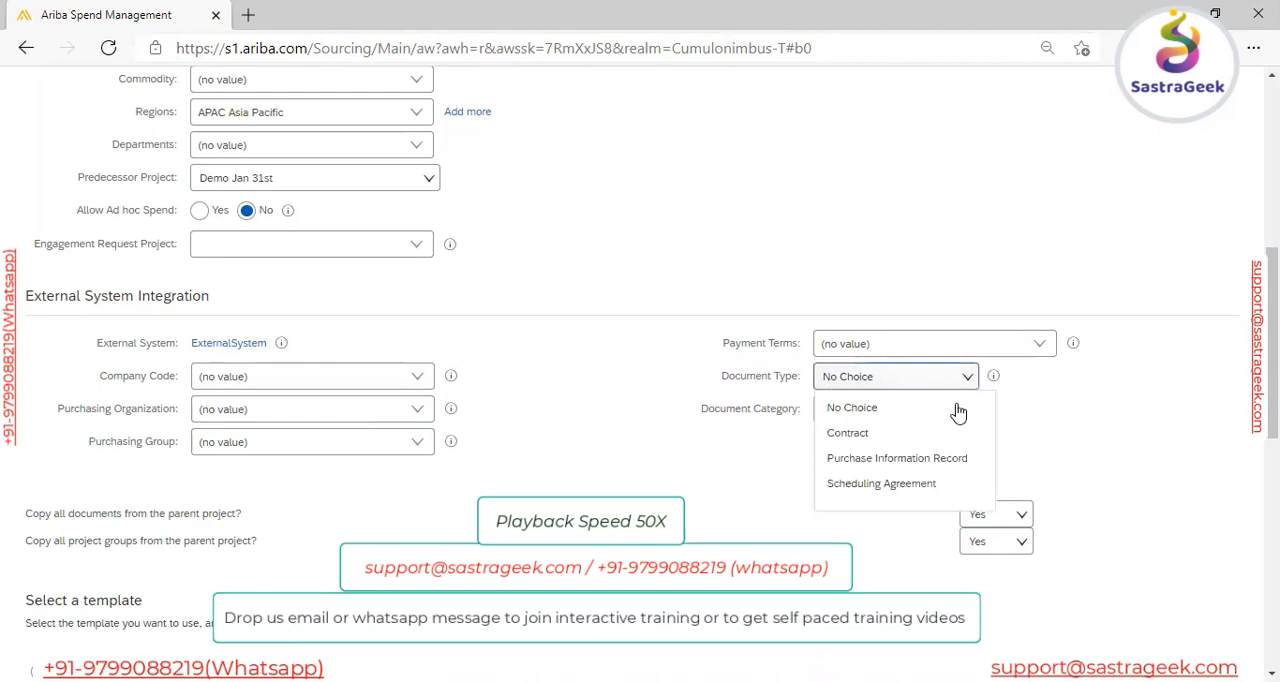 Ariba Spend Management
https://s1.ariba.com/Sourcing/Main/aw?awh=r&awssk=7RmXxJS8&realm=Cumulonimbus-T#b0
SastraGeek
Commodity: (no value)
Regions: APAC Asia Pacific Add more
Departments: (no value)
Predecessor Project: Demo Jan 31st
Allow Ad hoc Spend: Yes No
Engagement Request Project:
External System Integration
External System: ExternalSystem Payment Terms: (no value)
Company Code: (no value) Document Type: No Choice
Purchasing Organization: (no value) Document Category:
Purchasing Group: (no value)
No Choice
Contract
Purchase Information Record
Scheduling Agreement
Copy all documents from the parent project? Yes
Copy all project groups from the parent project? Yes
Playback Speed 50X
support@sastrageek.com / +91-9799088219 (whatsapp)
Select a template
Select the template you want to use,
Drop us email or whatsapp message to join interactive training or to get self paced training videos
+91-9799088219(Whatsapp)
support@sastrageek.com
+91-9799088219(Whatsapp)
support@sastrageek.com